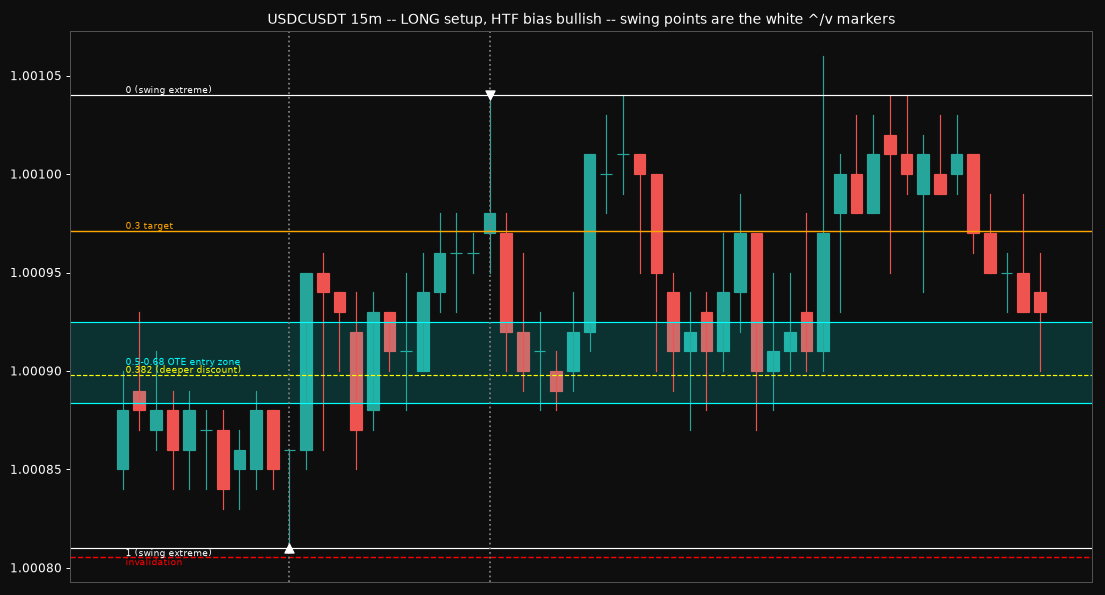 USDCUSDT 15m -- LONG setup, HTF bias bullish -- swing points are the white ^/v markers
1.00105
0 (swing extreme)
1.00100
0.3 target
1.00095
0.5-0.68 OTE entry zone
0.382 (deeper discount)
1.00090
1.00085
1 (swing extreme)
invalidation
1.00080